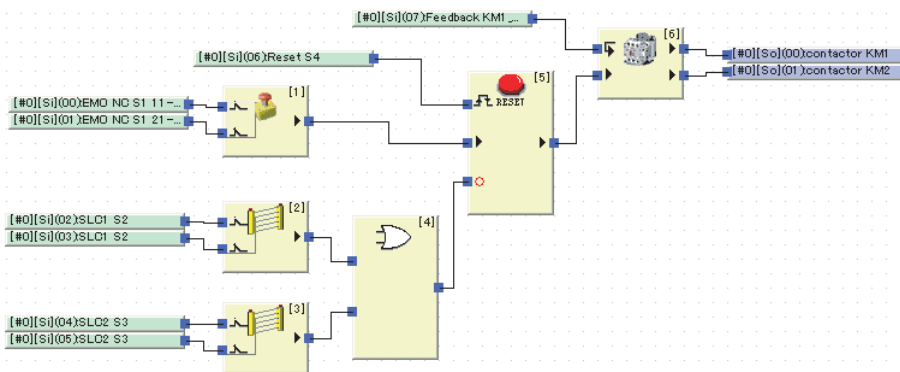 [#0][Si](07):Feedback KM1 _...
[6]
[#0][So](00):contactor KM1
[#0][So](01):contactor KM2
[#0][Si](06):Reset S4
[5]
RESET
[#0][Si](00):EMO NC S1 11-...
[#0][Si](01):EMO NC S1 21-...
[1]
[#0][Si](02):SLC1 S2
[#0][Si](03):SLC1 S2
[2]
[4]
[#0][Si](04):SLC2 S3
[#0][Si](05):SLC2 S3
[3]